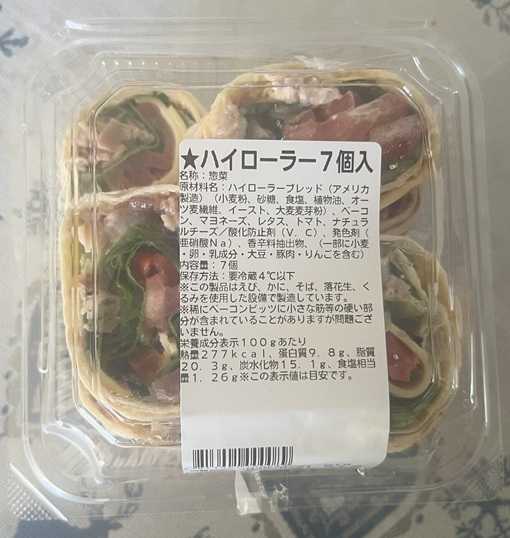 ★ハイローラー7個入
名称：惣菜
原材料名：ハイローラーブレッド（アメリカ
製造）（小麦粉、砂糖、食塩、植物油、オー
ツ麦繊維、イースト、大麦麦芽粉）、ベーコ
ン、マヨネーズ、レタス、トマト、ナチュラ
ルチーズ／酸化防止剤（V．C）、発色剤（
亜硝酸Na）、香辛料抽出物、（一部に小麦
・卵・乳成分・大豆・豚肉・りんごを含む）
内容量：7個
保存方法：要冷蔵4℃以下
※この製品はえび、かに、そば、落花生、く
るみを使用した設備で製造しています。
※稀にベーコンビッツに小さな筋等の硬い部
分が含まれていることがありますが問題ござ
いません。
栄養成分表示100gあたり
熱量277kcal、蛋白質9．8g、脂質
20．3g、炭水化物15．1g、食塩相当
量1．26g※この表示値は目安です。